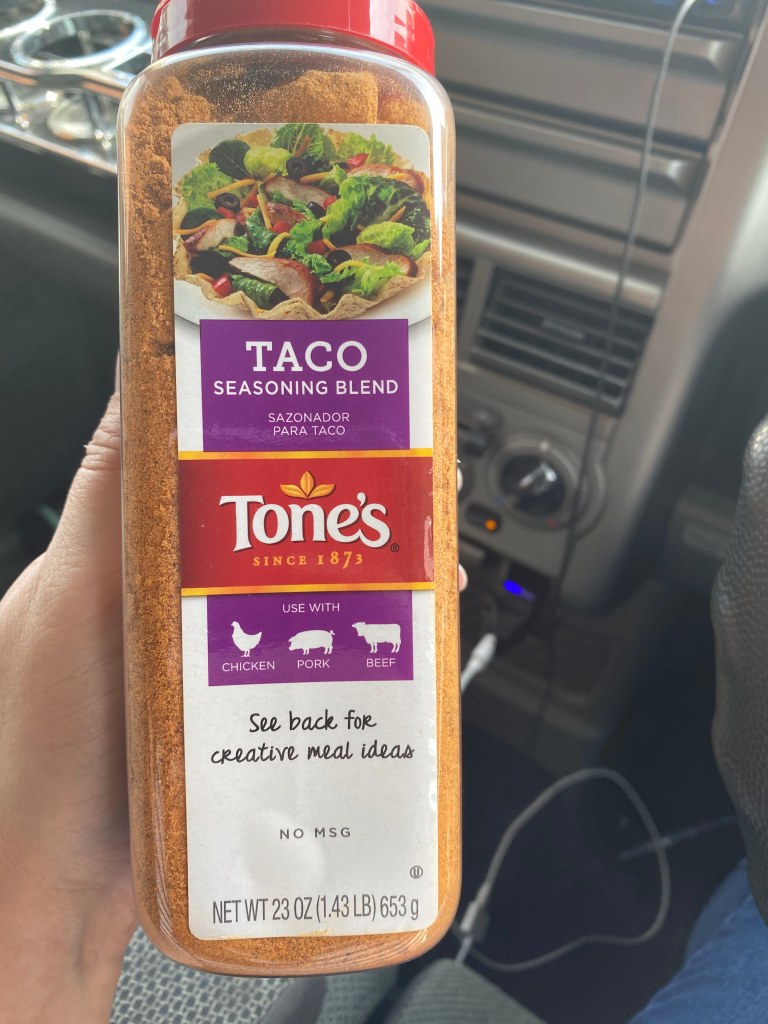 TACO
SEASONING BLEND
SAZONADOR
PARA TACO
Tone's®
SINCE 1873
USE WITH
CHICKEN PORK BEEF
See back for
creative meal ideas
NO MSG
U
NET WT 23 OZ (1.43 LB) 653 g